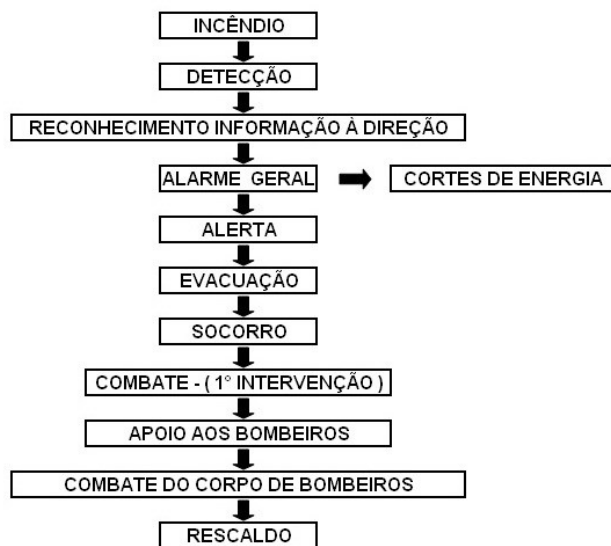 INCÊNDIO
DETECÇÃO
RECONHECIMENTO INFORMAÇÃO À DIREÇÃO
ALARME GERAL
CORTES DE ENERGIA
ALERTA
EVACUAÇÃO
SOCORRO
COMBATE - ( 1° INTERVENÇÃO )
APOIO AOS BOMBEIROS
COMBATE DO CORPO DE BOMBEIROS
RESCALDO